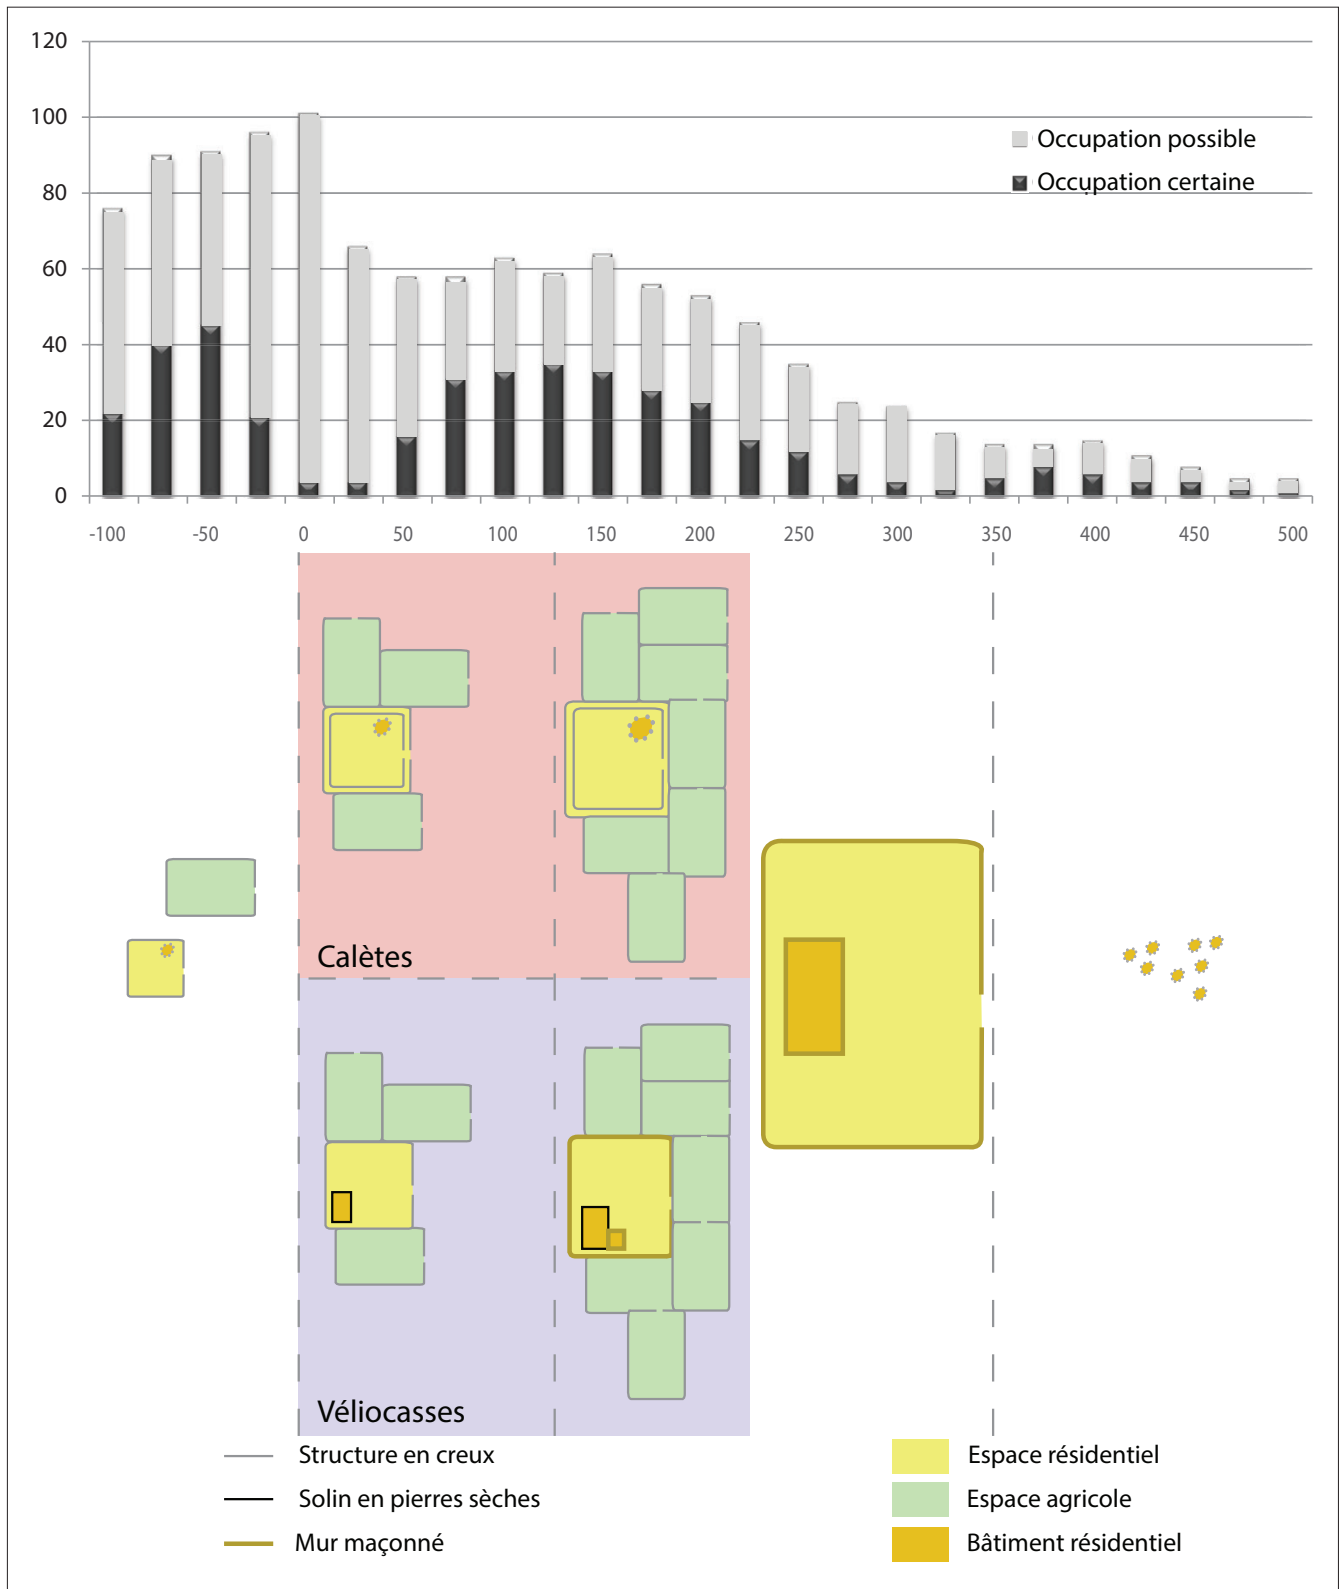 120
100
80
60
40
20
0
Occupation possible
Occupation certaine
-100 -50 0 50 100 150 200 250 300 350 400 450 500
Calètes
Véliocasses
Structure en creux
Solin en pierres sèches
Mur maçonné
Espace résidentiel
Espace agricole
Bâtiment résidentiel